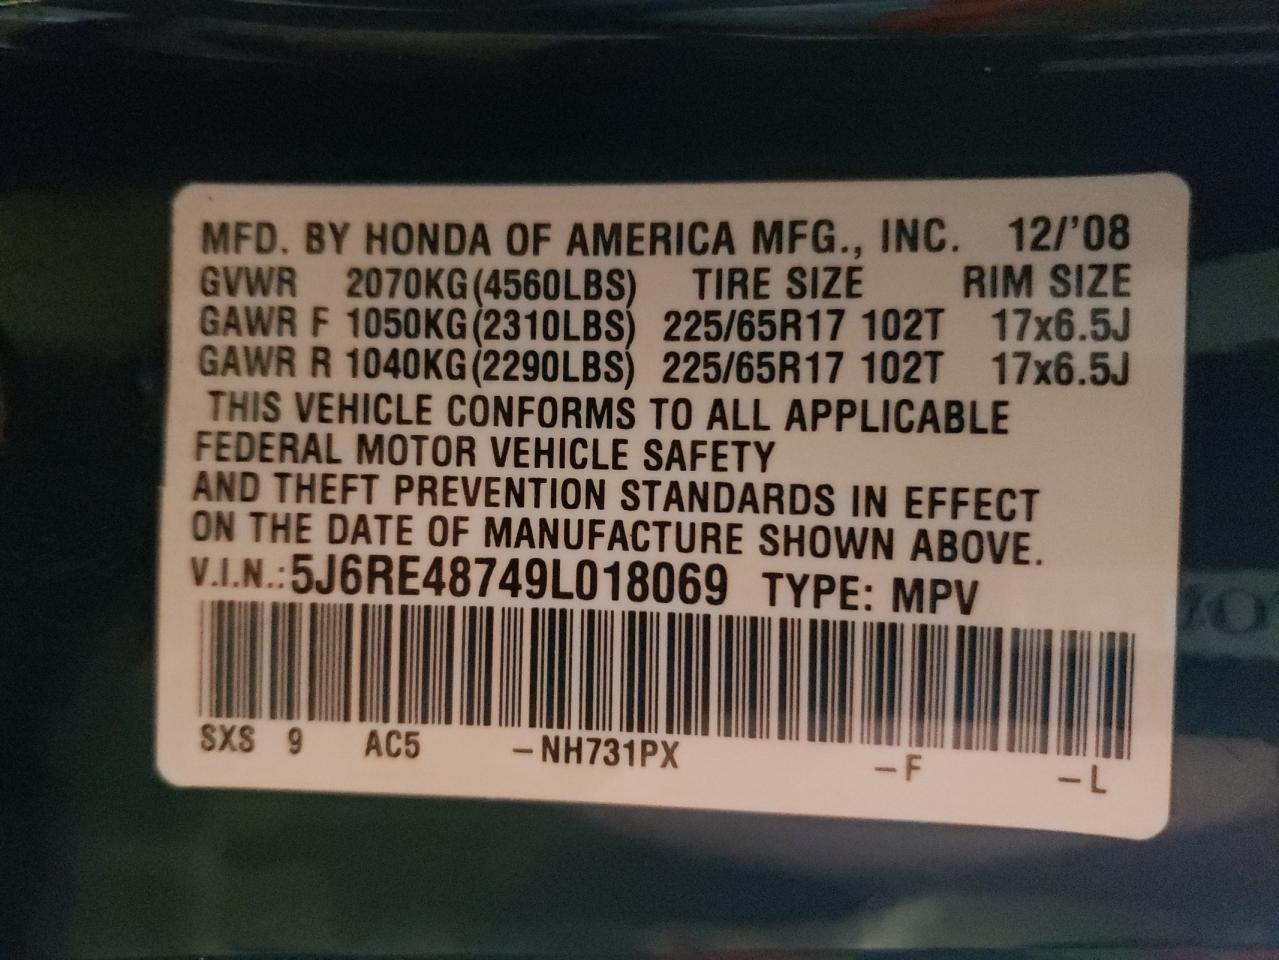 MFD. BY HONDA OF AMERICA MFG., INC. 12/'08
GVWR 2070KG(4560LBS) TIRE SIZE RIM SIZE
GAWR F 1050KG(2310LBS) 225/65R17 102T 17x6.5J
GAWR R 1040KG(2290LBS) 225/65R17 102T 17x6.5J
THIS VEHICLE CONFORMS TO ALL APPLICABLE
FEDERAL MOTOR VEHICLE SAFETY
AND THEFT PREVENTION STANDARDS IN EFFECT
ON THE DATE OF MANUFACTURE SHOWN ABOVE.
V.I.N.:5J6RE48749L018069 TYPE: MPV
SXS 9 AC5 –NH731PX –F –L